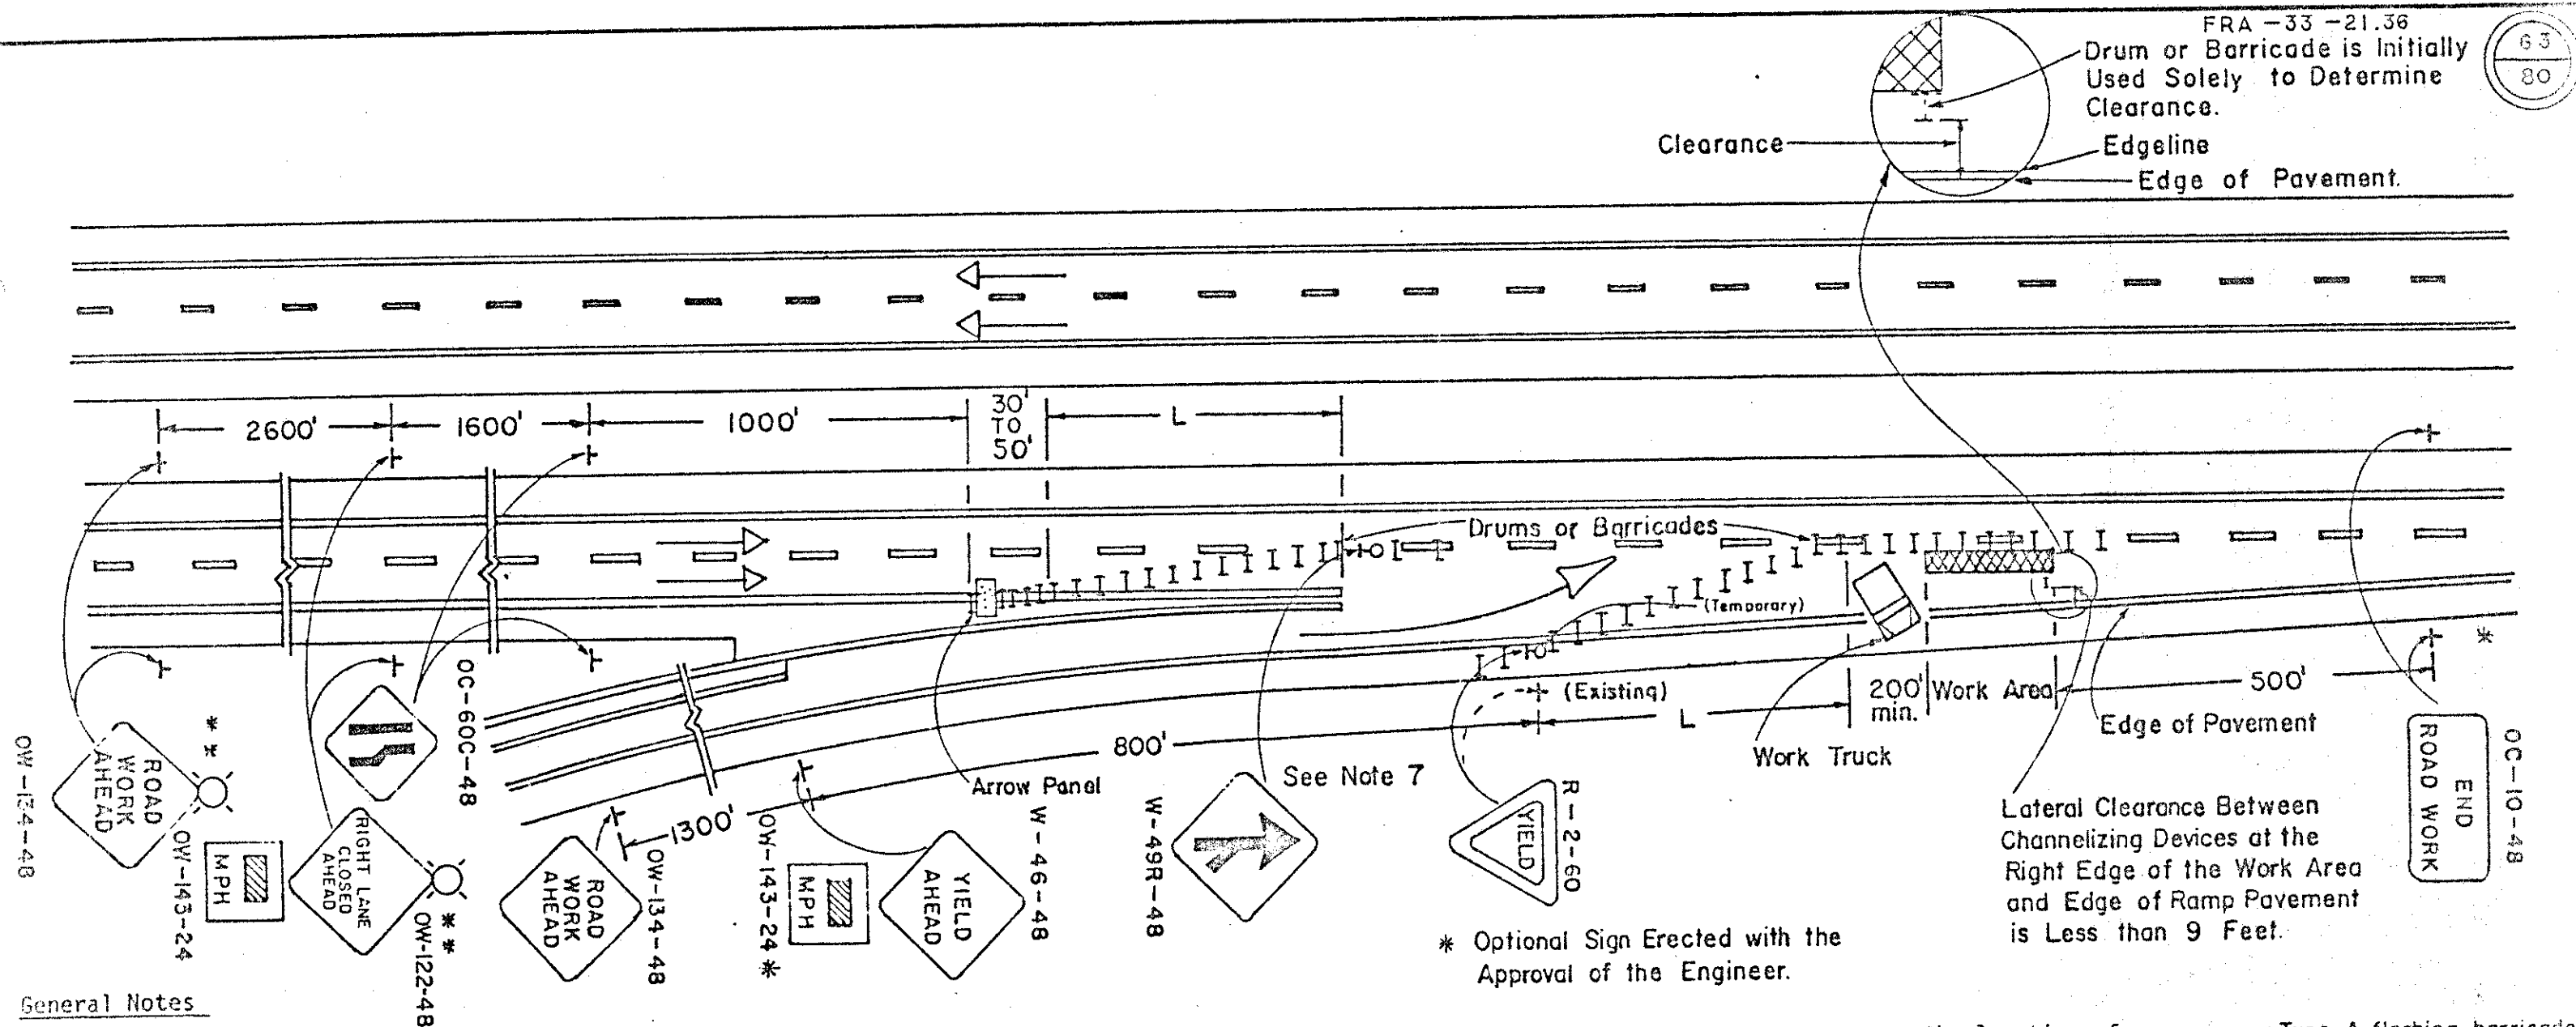 FRA-33-21.36
63
80
Drum or Barricade is Initially
Used Solely to Determine
Clearance.
Clearance
Edgeline
Edge of Pavement.
2600'
1600'
1000'
30'
TO
50'
L
Drums or Barricades
(Temporary)
(Existing)
L
200'
min.
Work Area
500'
*
800'
1300'
Arrow Panel
See Note 7
Work Truck
Edge of Pavement
OW-134-48
ROAD
WORK
AHEAD
**
OW-143-24
MPH
OC-60C-48
RIGHT LANE
CLOSED
AHEAD
**
OW-122-48
ROAD
WORK
AHEAD
OW-134-48
OW-143-24*
MPH
YIELD
AHEAD
W-46-48
W-49R-48
YIELD
R-2-60
END
ROAD WORK
OC-10-48
Lateral Clearance Between
Channelizing Devices at the
Right Edge of the Work Area
and Edge of Ramp Pavement
is Less than 9 Feet.
* Optional Sign Erected with the
Approval of the Engineer.
General Notes
Type A flashing barricade